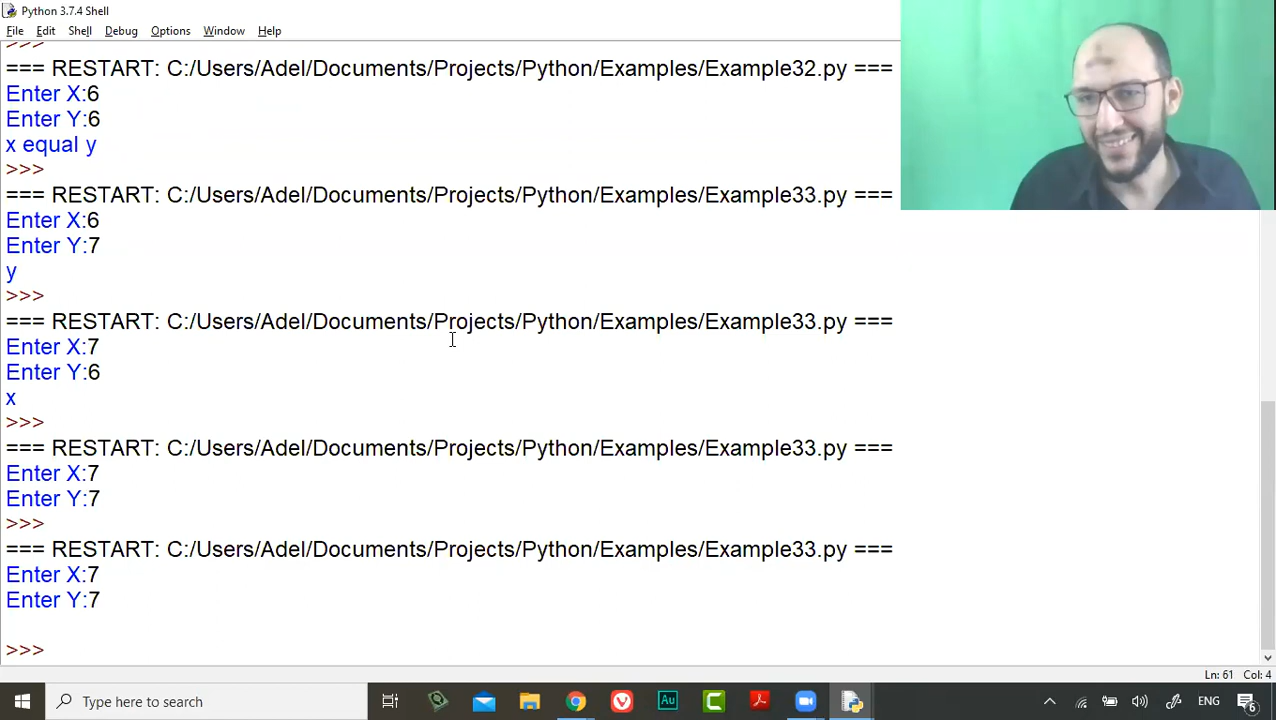 Python 3.7.4 Shell
File Edit Shell Debug Options Window Help
>>>
=== RESTART: C:/Users/Adel/Documents/Projects/Python/Examples/Example32.py ===
Enter X:6
Enter Y:6
x equal y
>>>
=== RESTART: C:/Users/Adel/Documents/Projects/Python/Examples/Example33.py ===
Enter X:6
Enter Y:7
y
>>>
=== RESTART: C:/Users/Adel/Documents/Projects/Python/Examples/Example33.py ===
Enter X:7
Enter Y:6
x
>>>
=== RESTART: C:/Users/Adel/Documents/Projects/Python/Examples/Example33.py ===
Enter X:7
Enter Y:7
>>>
=== RESTART: C:/Users/Adel/Documents/Projects/Python/Examples/Example33.py ===
Enter X:7
Enter Y:7
>>>
Ln: 61 Col: 4
Type here to search Au C ENG 6